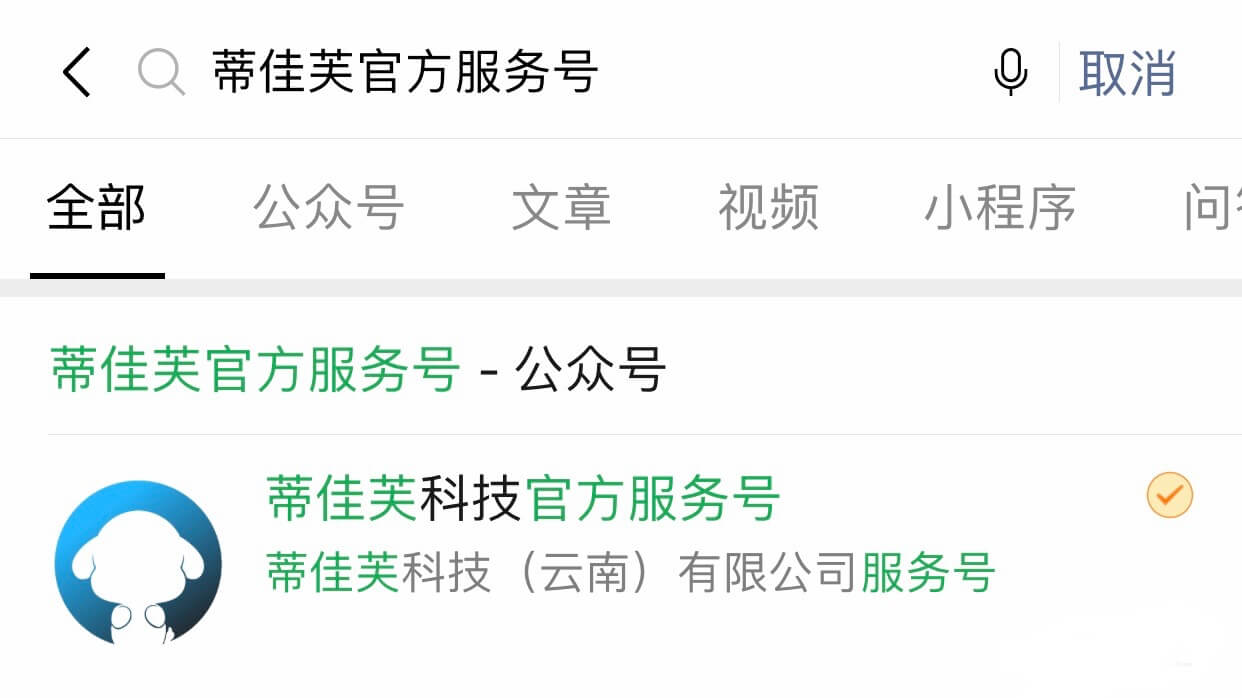 蒂佳芙官方服务号 取消
全部 公众号 文章 视频 小程序 问
蒂佳芙官方服务号 - 公众号
蒂佳芙科技官方服务号
蒂佳芙科技（云南）有限公司服务号